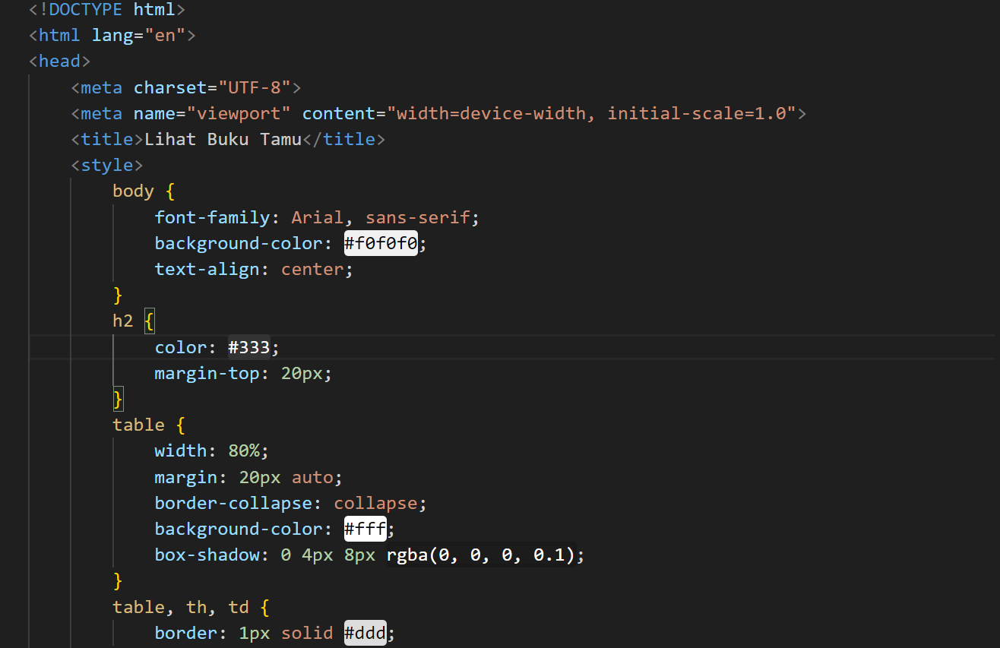 <!DOCTYPE html>
<html lang="en">
<head>
    <meta charset="UTF-8">
    <meta name="viewport" content="width=device-width, initial-scale=1.0">
    <title>Lihat Buku Tamu</title>
    <style>
        body {
            font-family: Arial, sans-serif;
            background-color: #f0f0f0;
            text-align: center;
        }
        h2 {
            color: #333;
            margin-top: 20px;
        }
        table {
            width: 80%;
            margin: 20px auto;
            border-collapse: collapse;
            background-color: #fff;
            box-shadow: 0 4px 8px rgba(0, 0, 0, 0.1);
        }
        table, th, td {
            border: 1px solid #ddd;